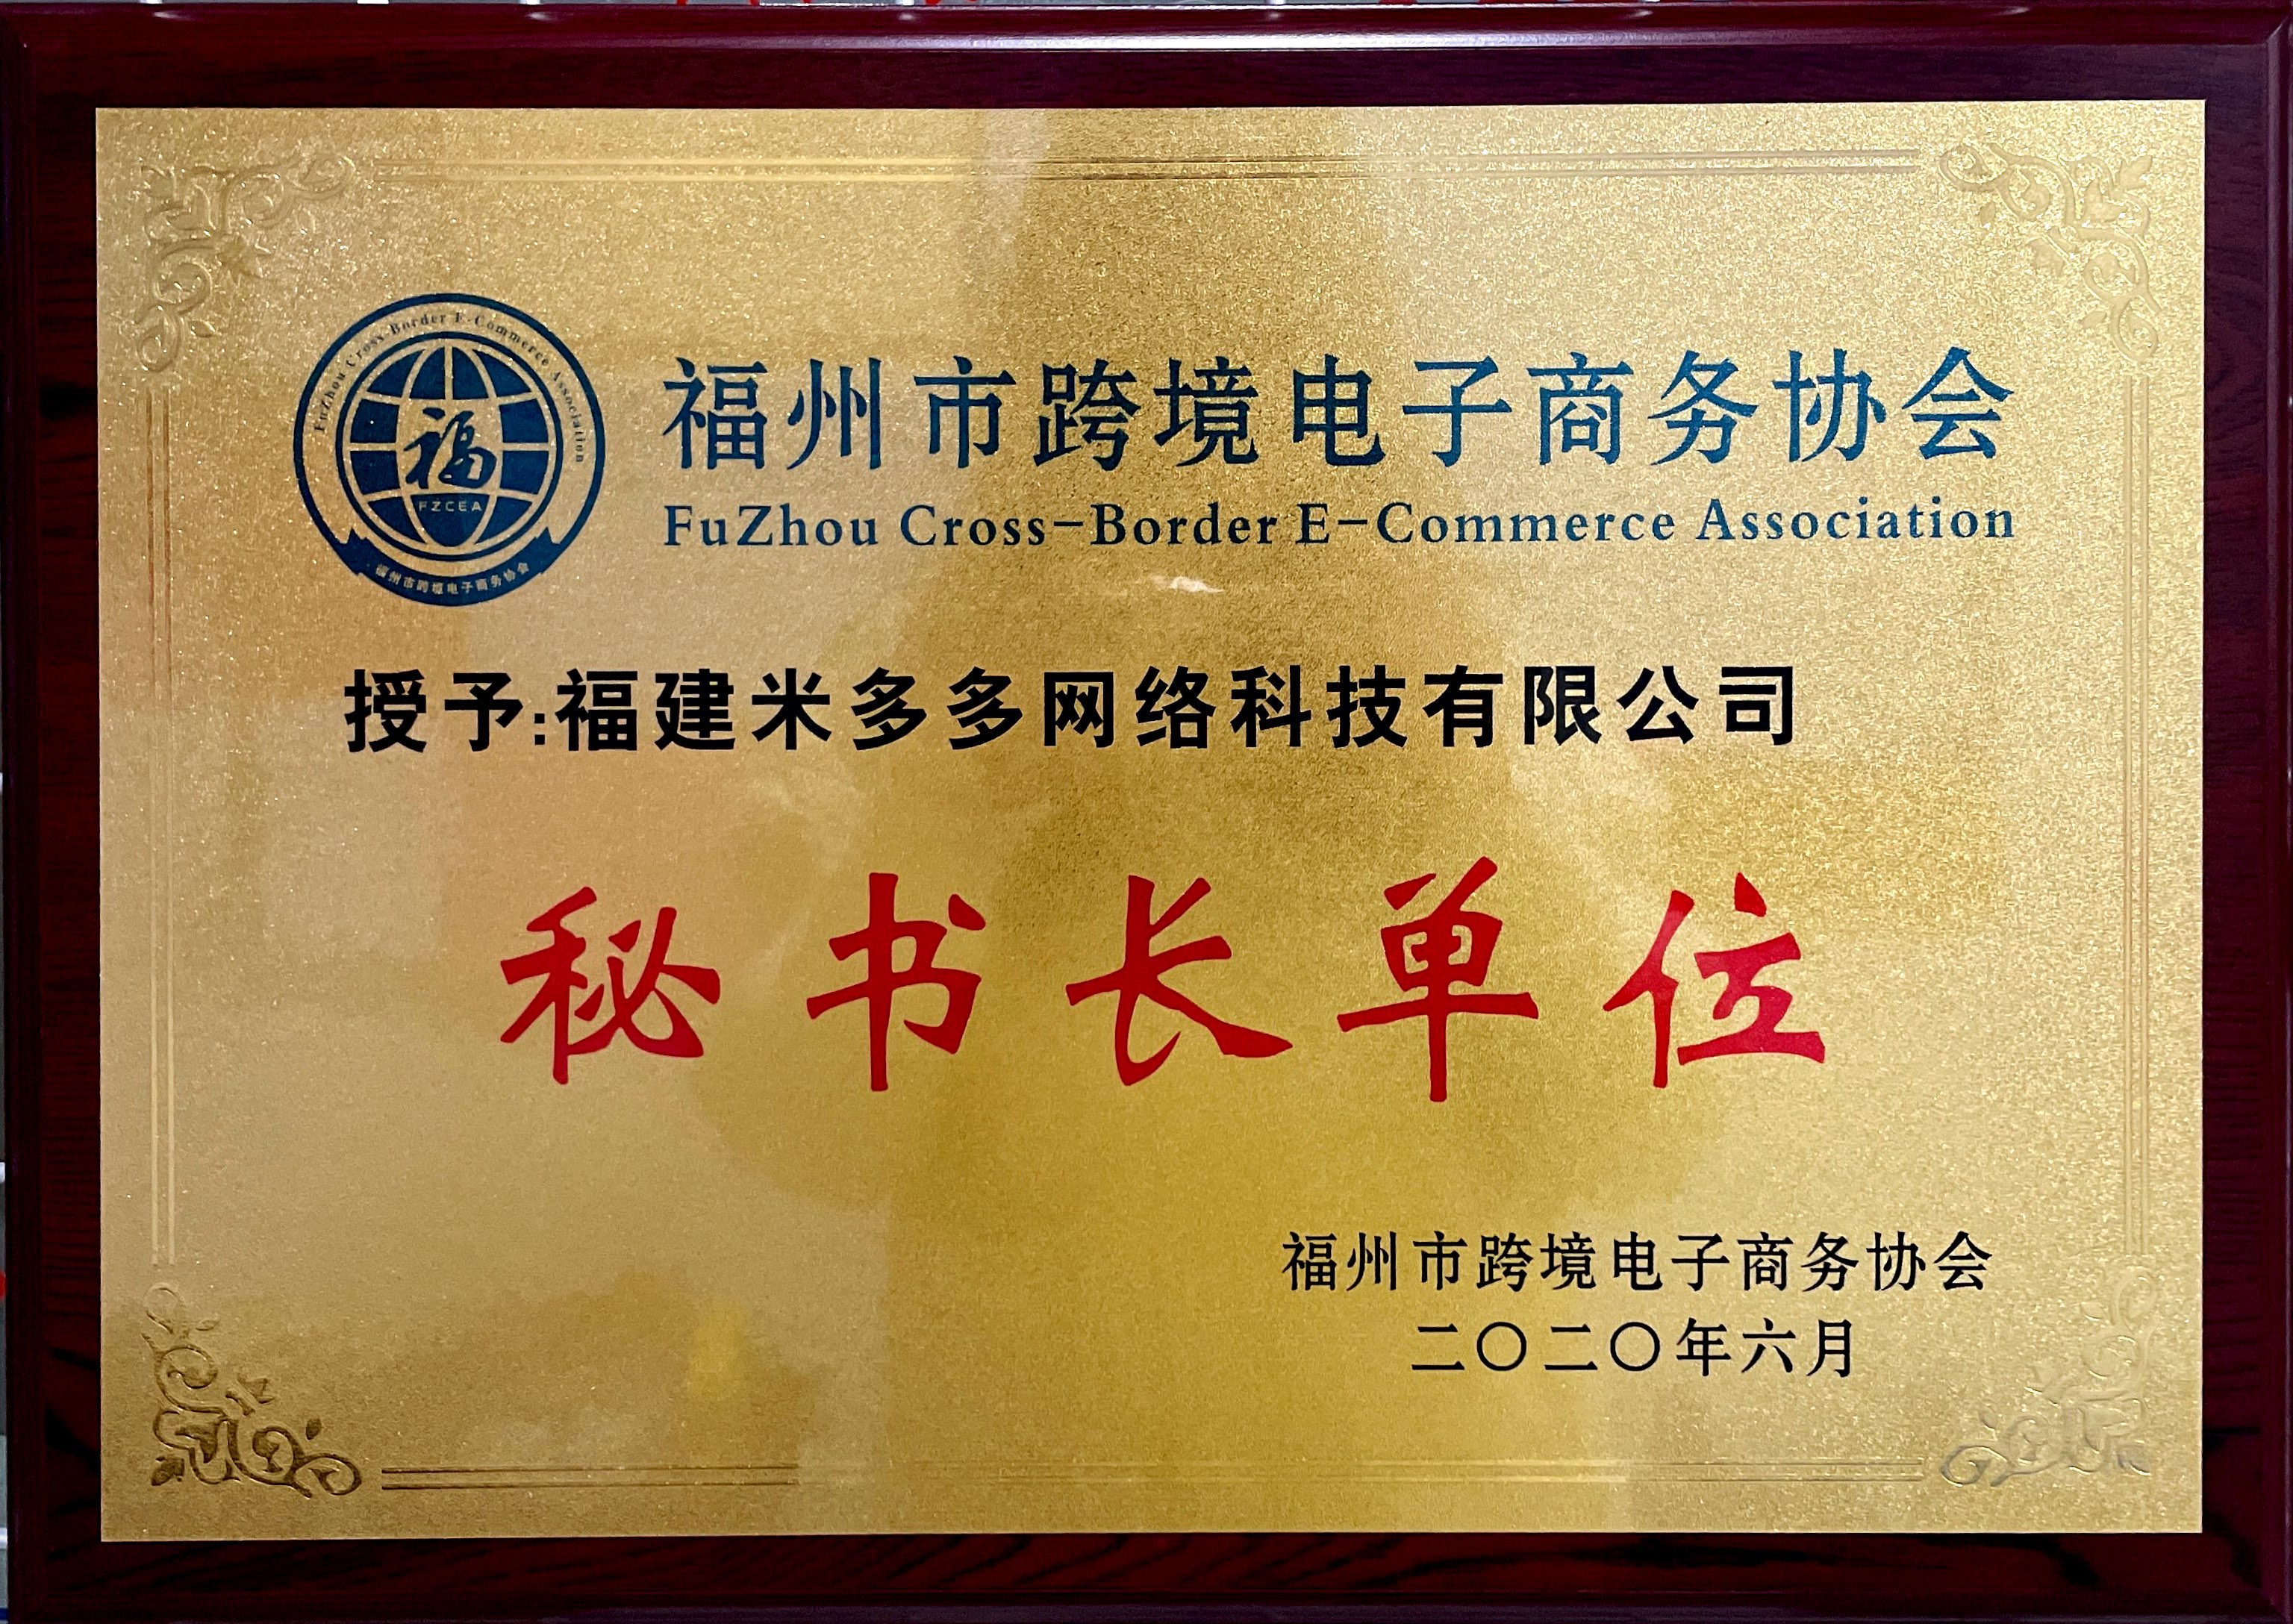 FuZhou Cross-Border E-Commerce Association
福
FZCEA
福州市跨境电子商务协会
福州市跨境电子商务协会
FuZhou Cross-Border E-Commerce Association
授予:福建米多多网络科技有限公司
秘书长单位
福州市跨境电子商务协会
二〇二〇年六月